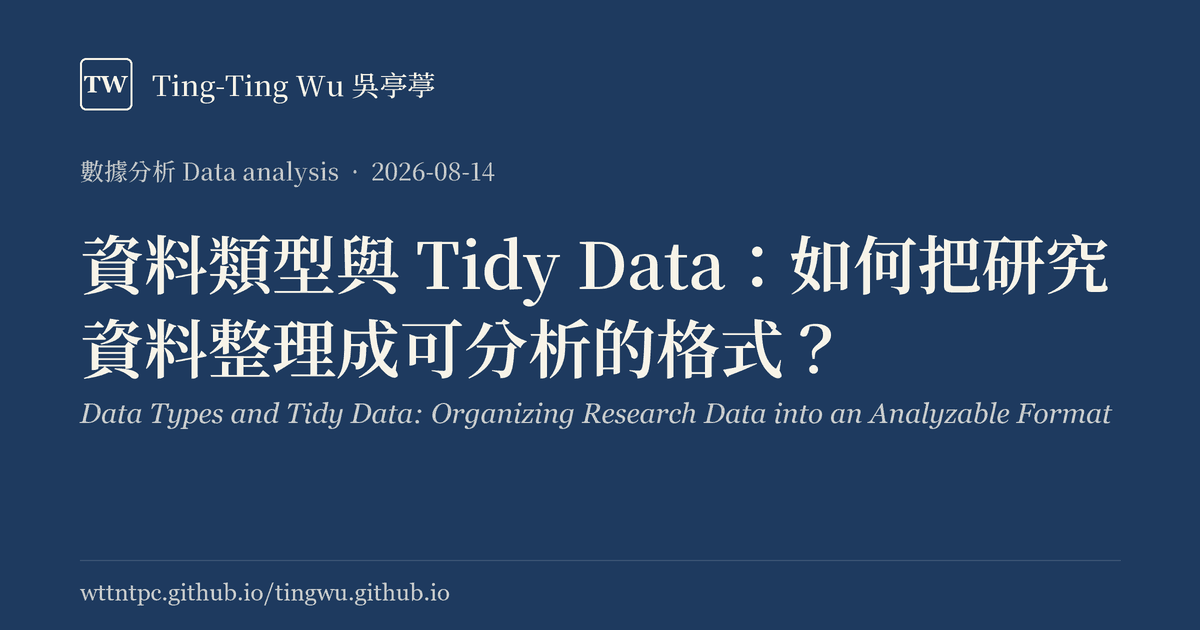 TW
Ting-Ting Wu 吳亭葶
數據分析 Data analysis · 2026-08-14
資料類型與 Tidy Data：如何把研究
資料整理成可分析的格式？
Data Types and Tidy Data: Organizing Research Data into an Analyzable Format
wttntpc.github.io/tingwu.github.io